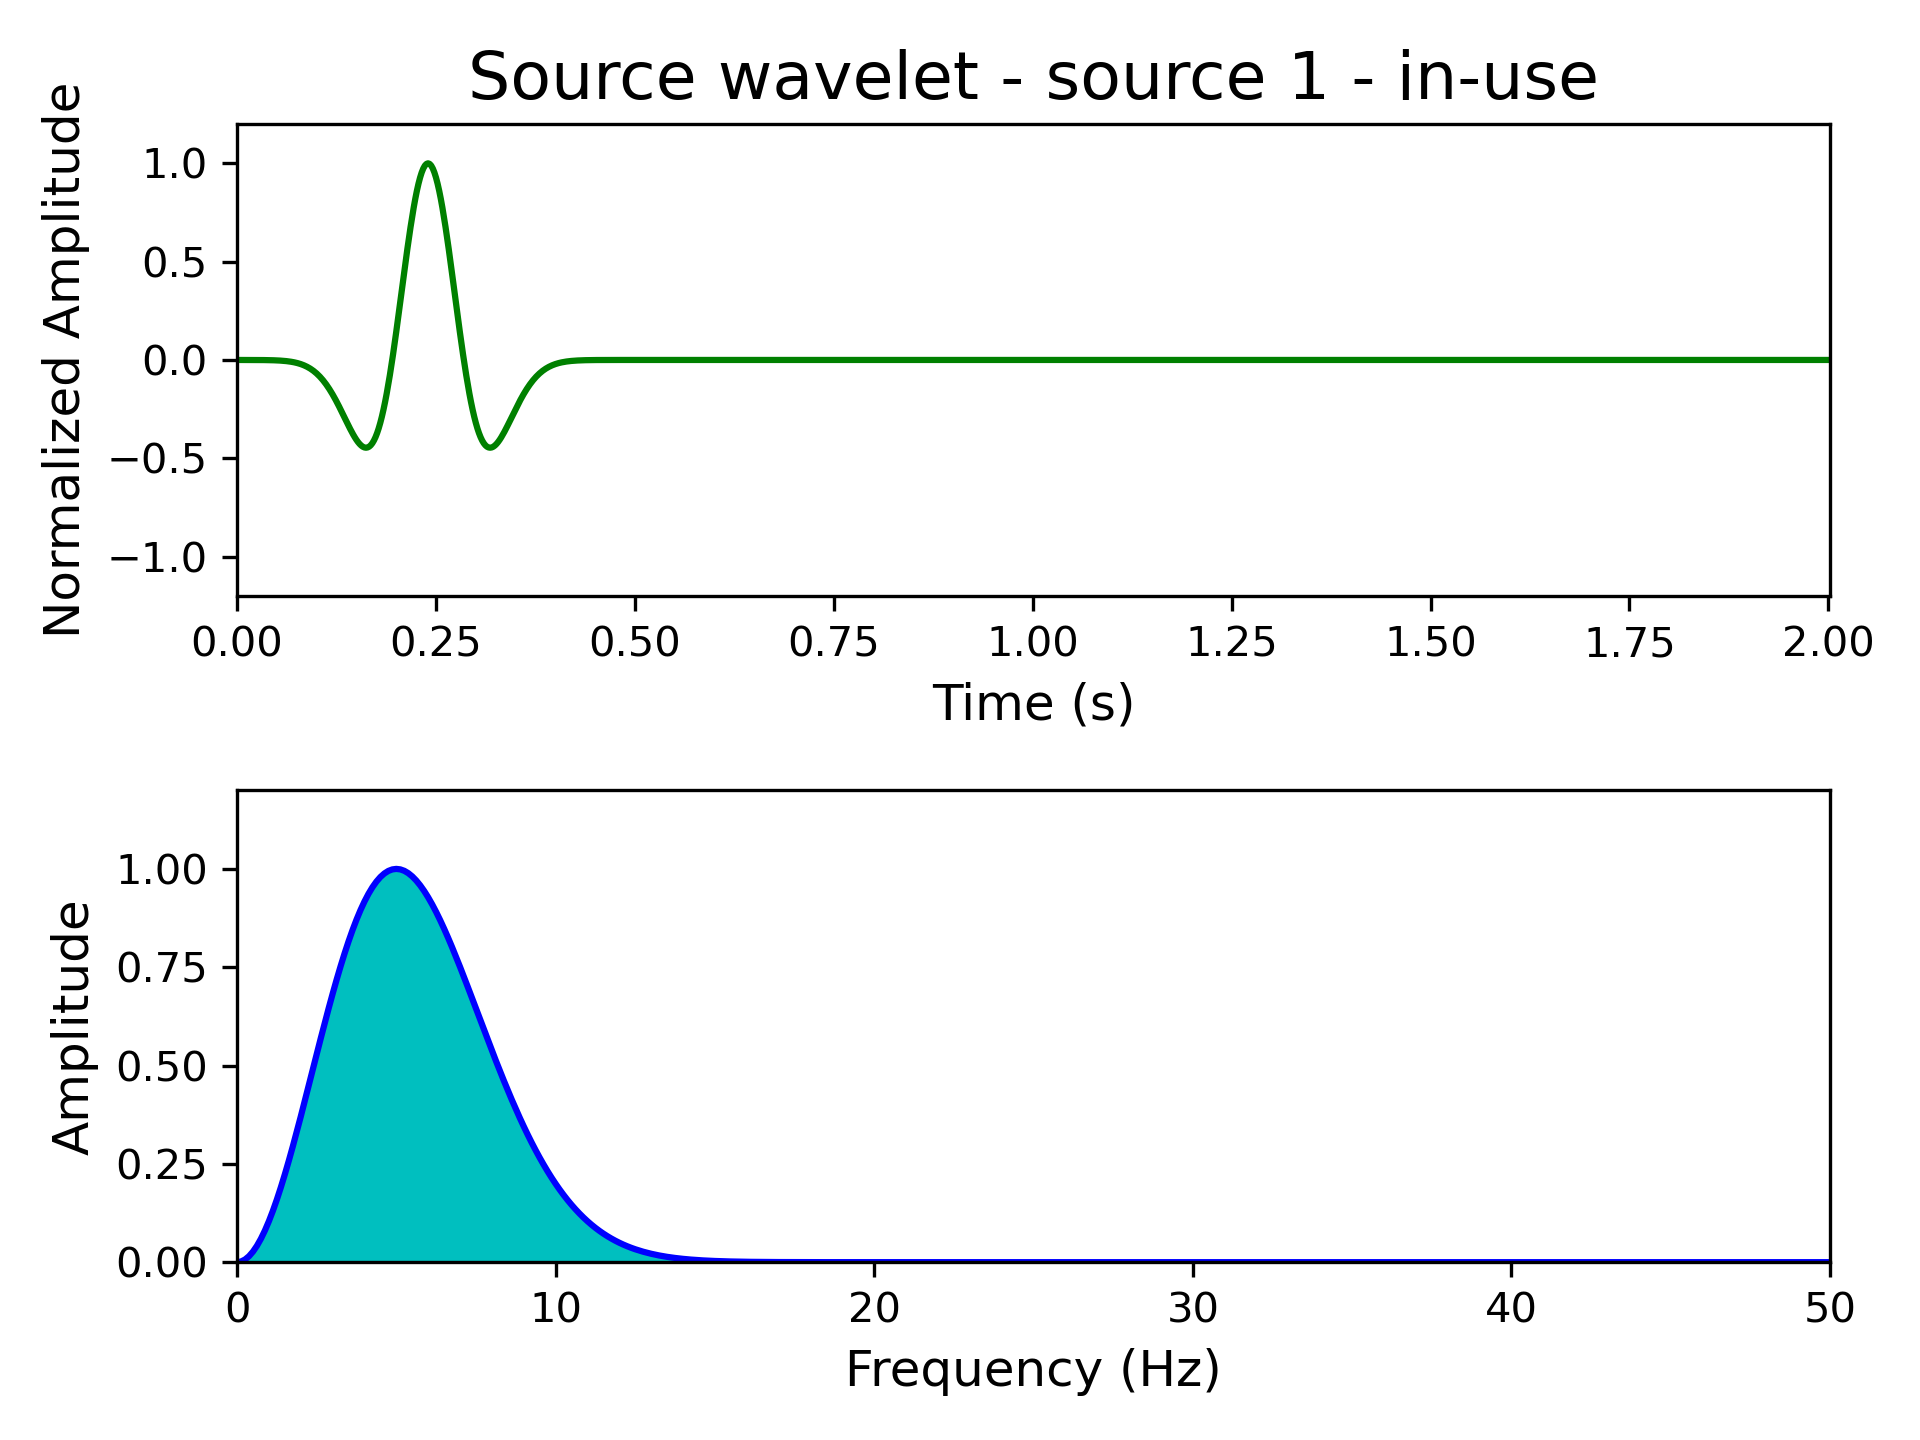 Source wavelet - source 1 - in-use
Normalized Amplitude
1.0
0.5
0.0
−0.5
−1.0
0.00 0.25 0.50 0.75 1.00 1.25 1.50 1.75 2.00
Time (s)
Amplitude
1.00
0.75
0.50
0.25
0.00
0 10 20 30 40 50
Frequency (Hz)